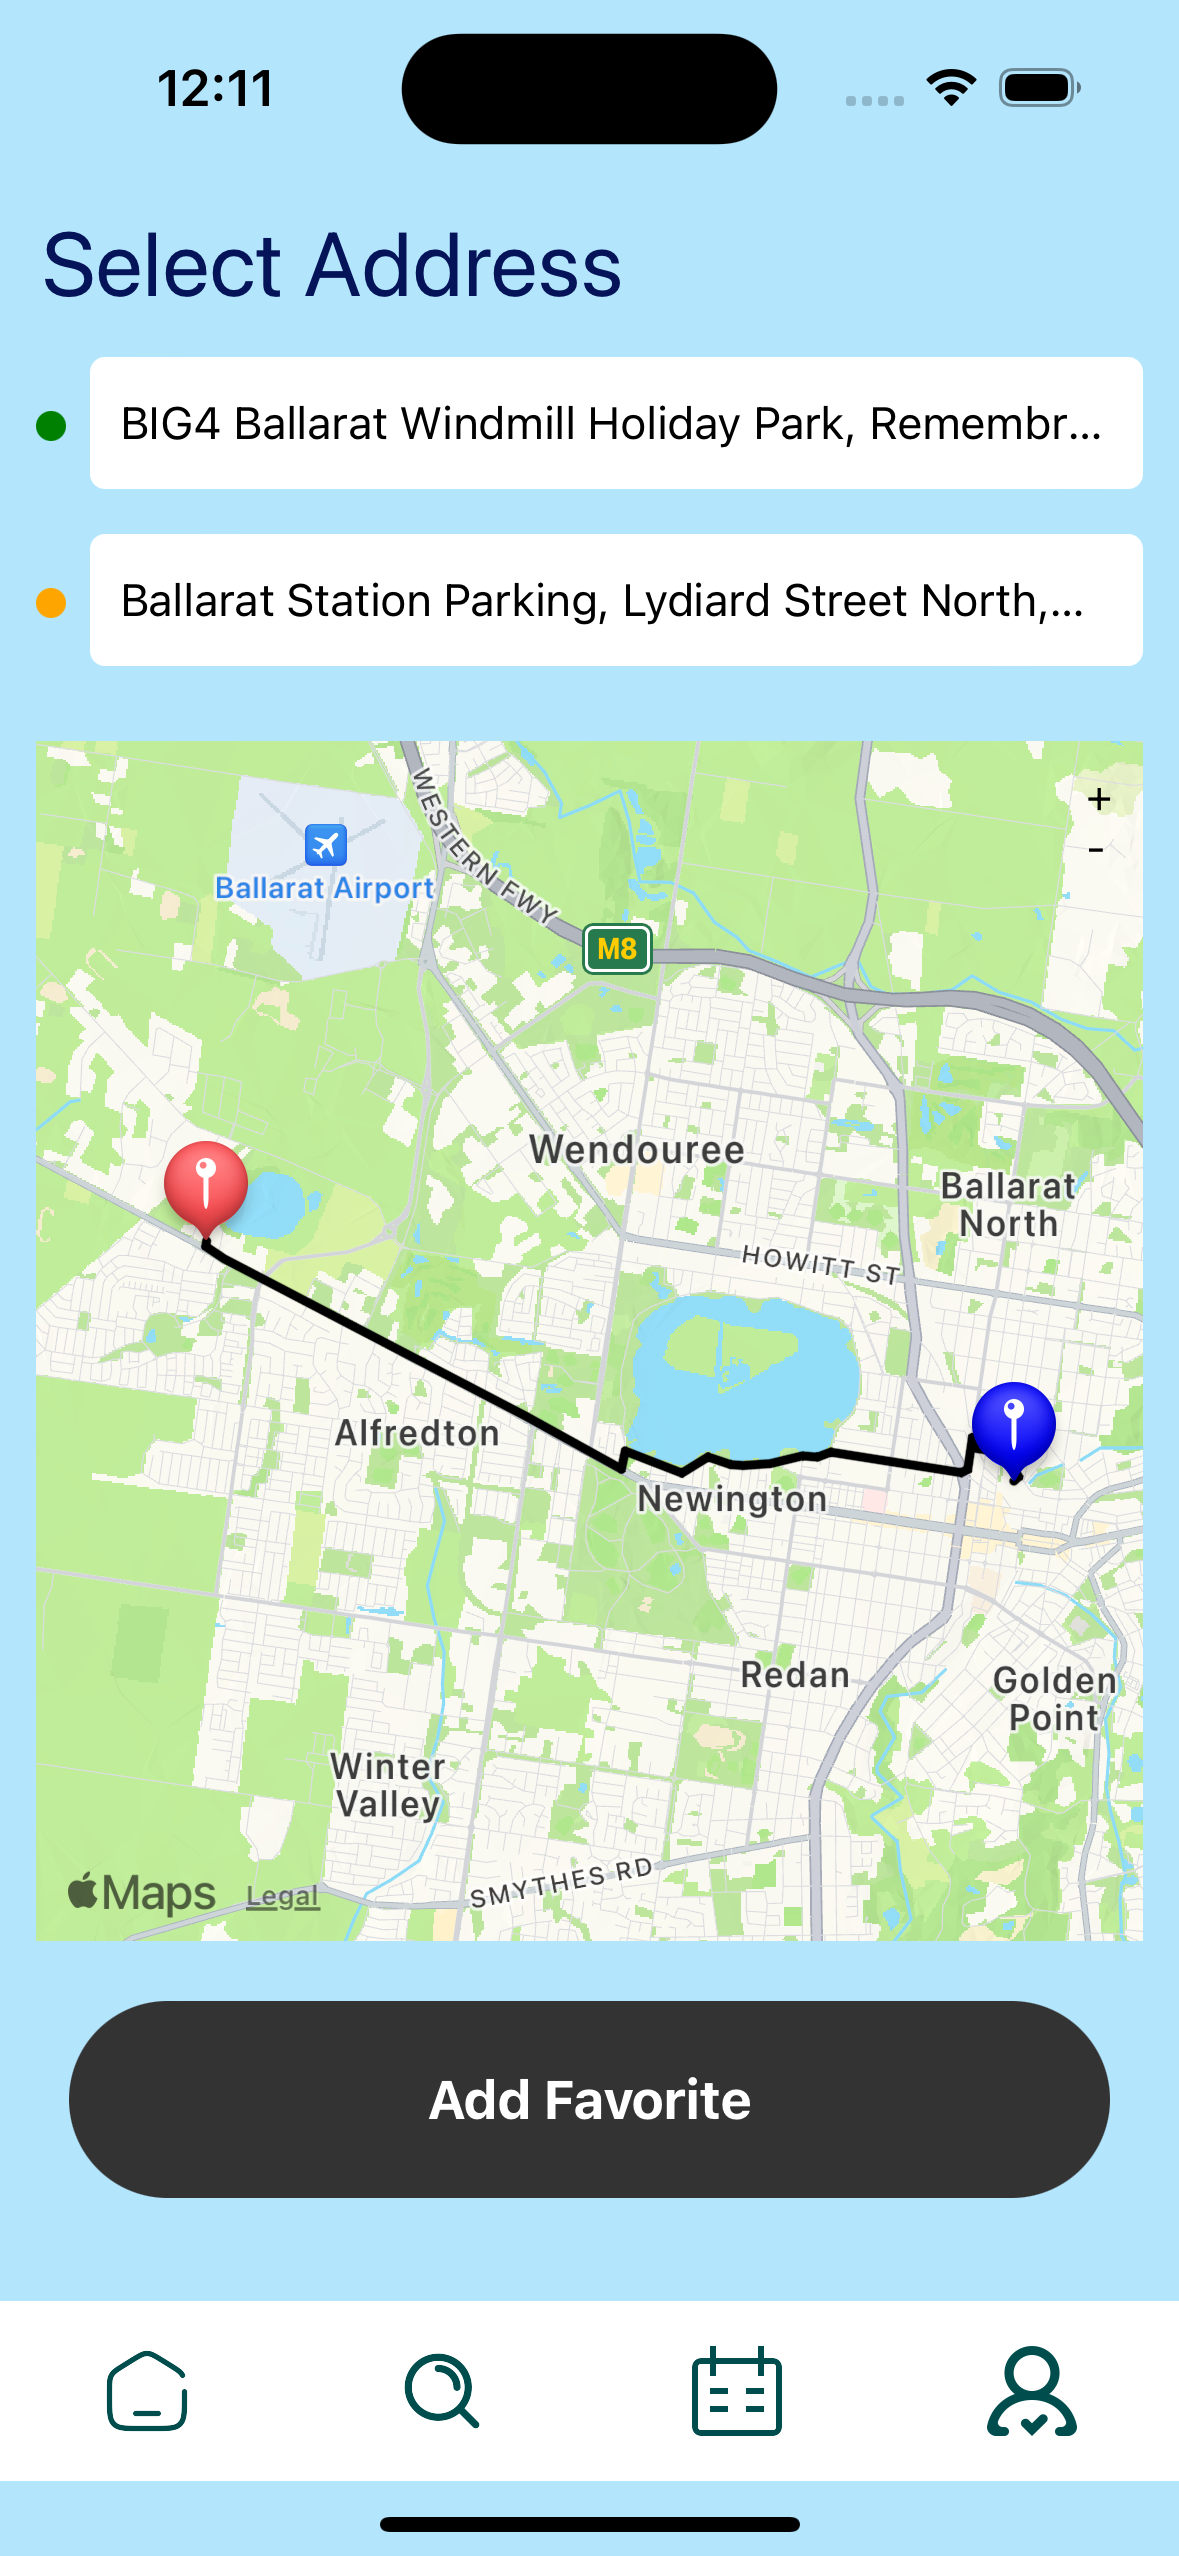 12:11
Select Address
BIG4 Ballarat Windmill Holiday Park, Remembr...
Ballarat Station Parking, Lydiard Street North,...
+
-
WESTERN FWY
Ballarat Airport
M8
Wendouree
Ballarat
North
HOWITT ST
Alfredton
Newington
Redan
Golden
Point
Winter
Valley
SMYTHES RD
Maps
Legal
Add Favorite